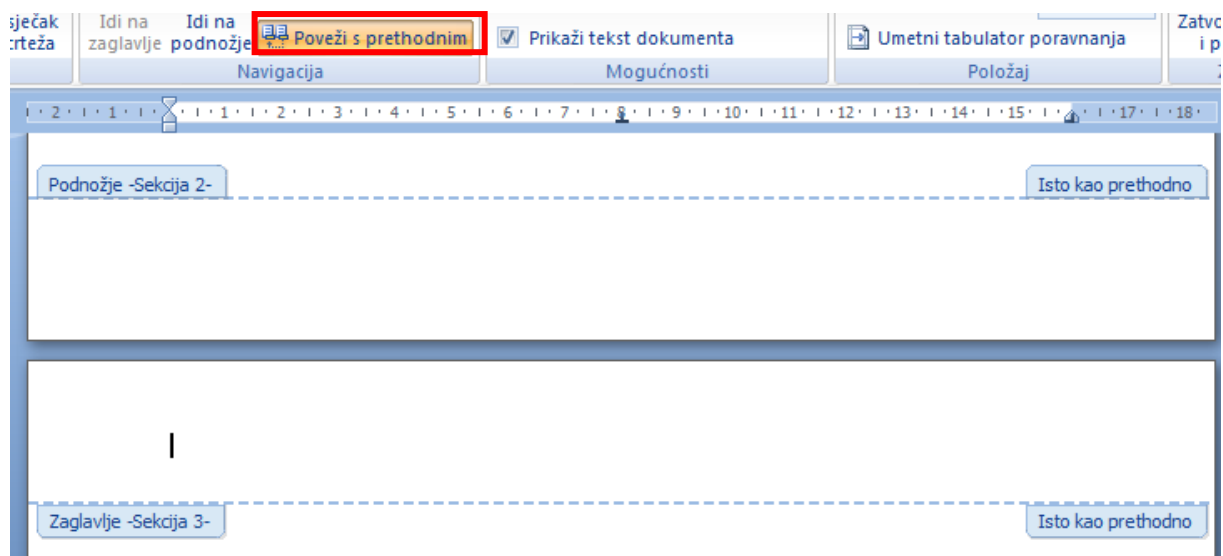 sječak Idi na Idi na Zatvo
crteža zaglavlje podnožje Poveži s prethodnim Prikaži tekst dokumenta Umetni tabulator poravnanja i p
Navigacija Mogućnosti Položaj
2 1 1 2 3 4 5 6 7 8 9 10 11 12 13 14 15 17 18
Podnožje -Sekcija 2- Isto kao prethodno
Zaglavlje -Sekcija 3- Isto kao prethodno